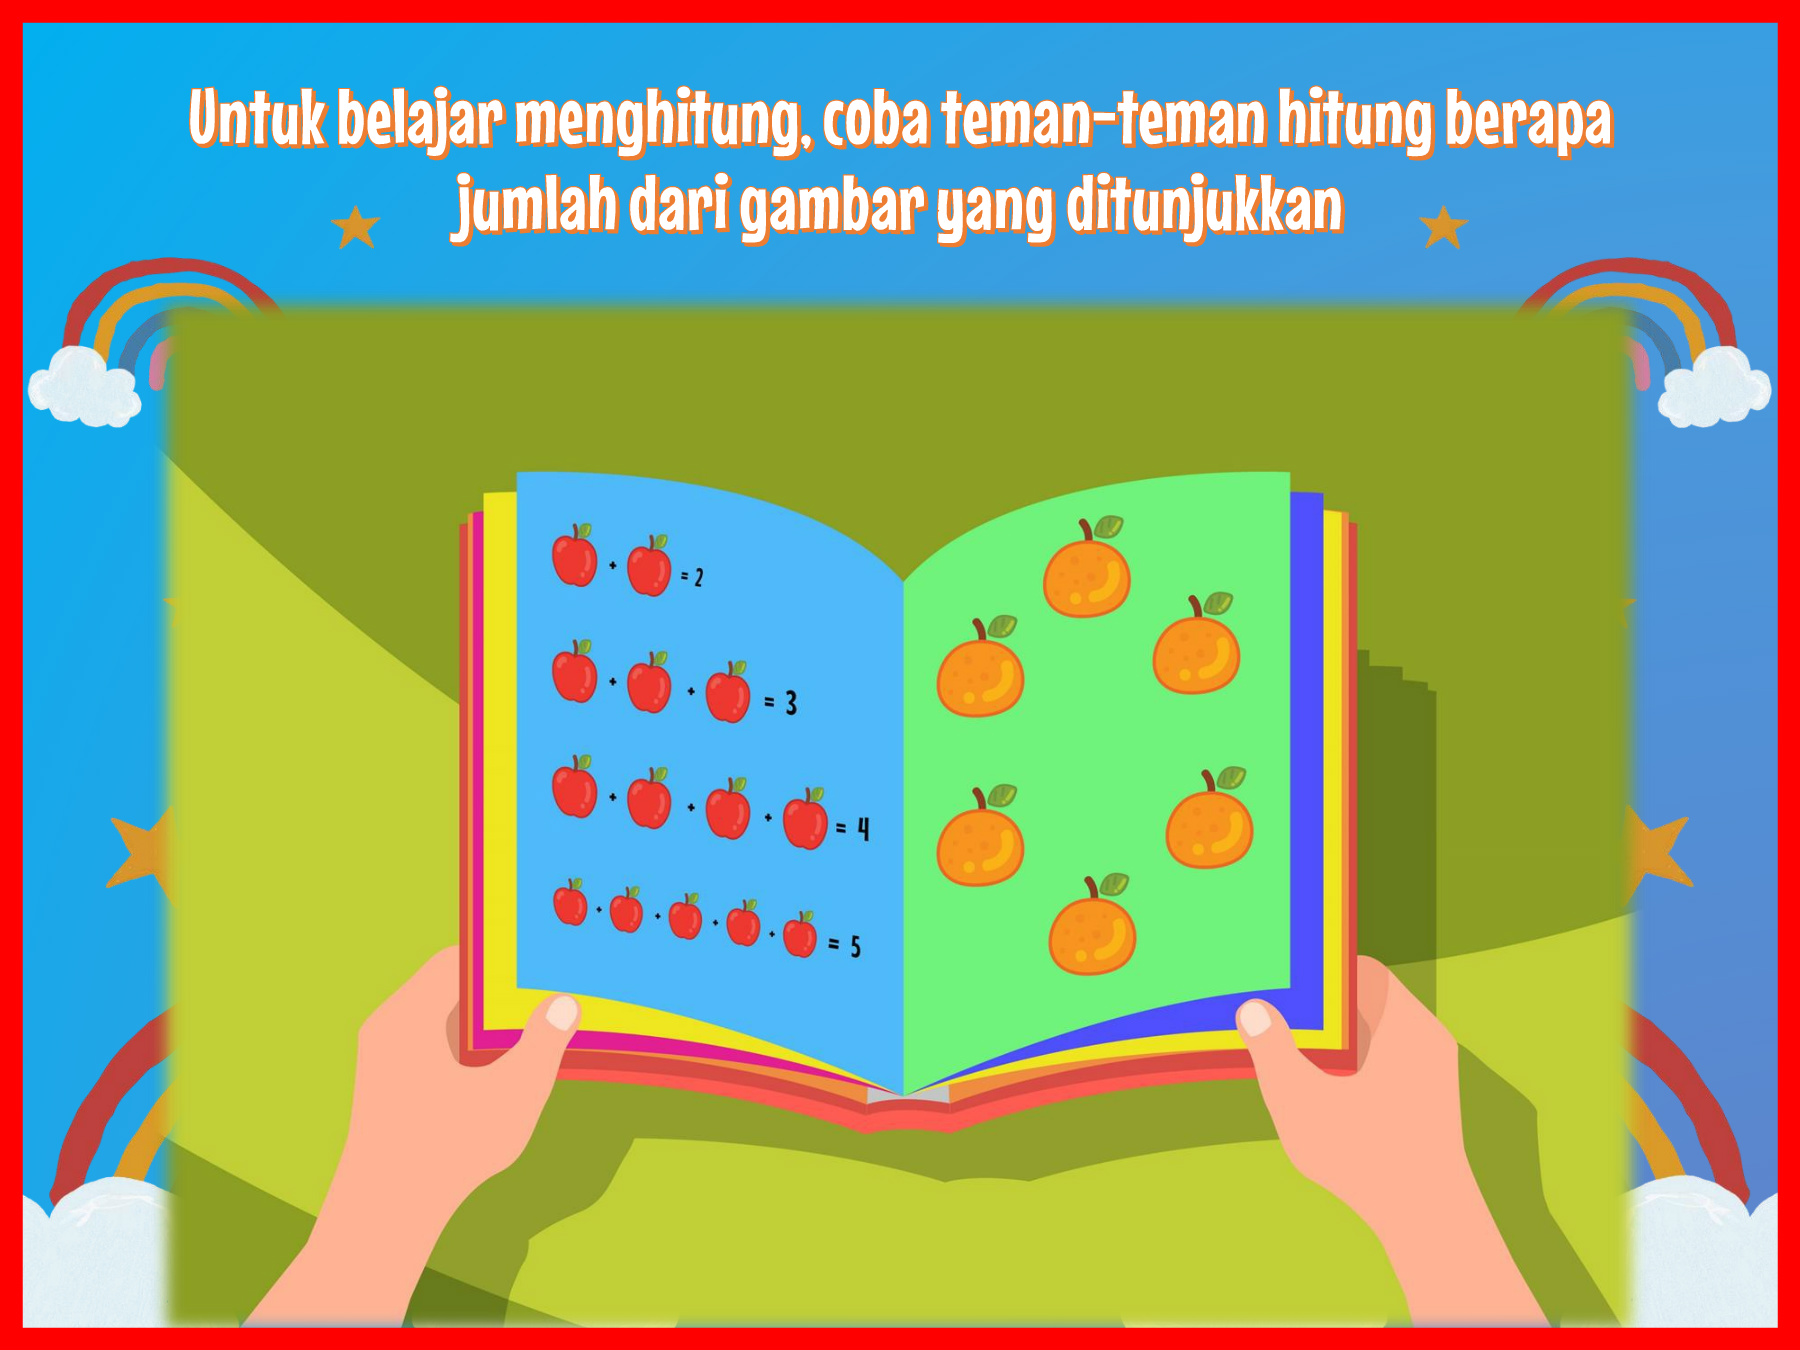 Untuk belajar menghitung, coba teman-teman hitung berapa
jumlah dari gambar yang ditunjukkan
+ = 2
+ + = 3
+ + + = 4
+ + + + = 5